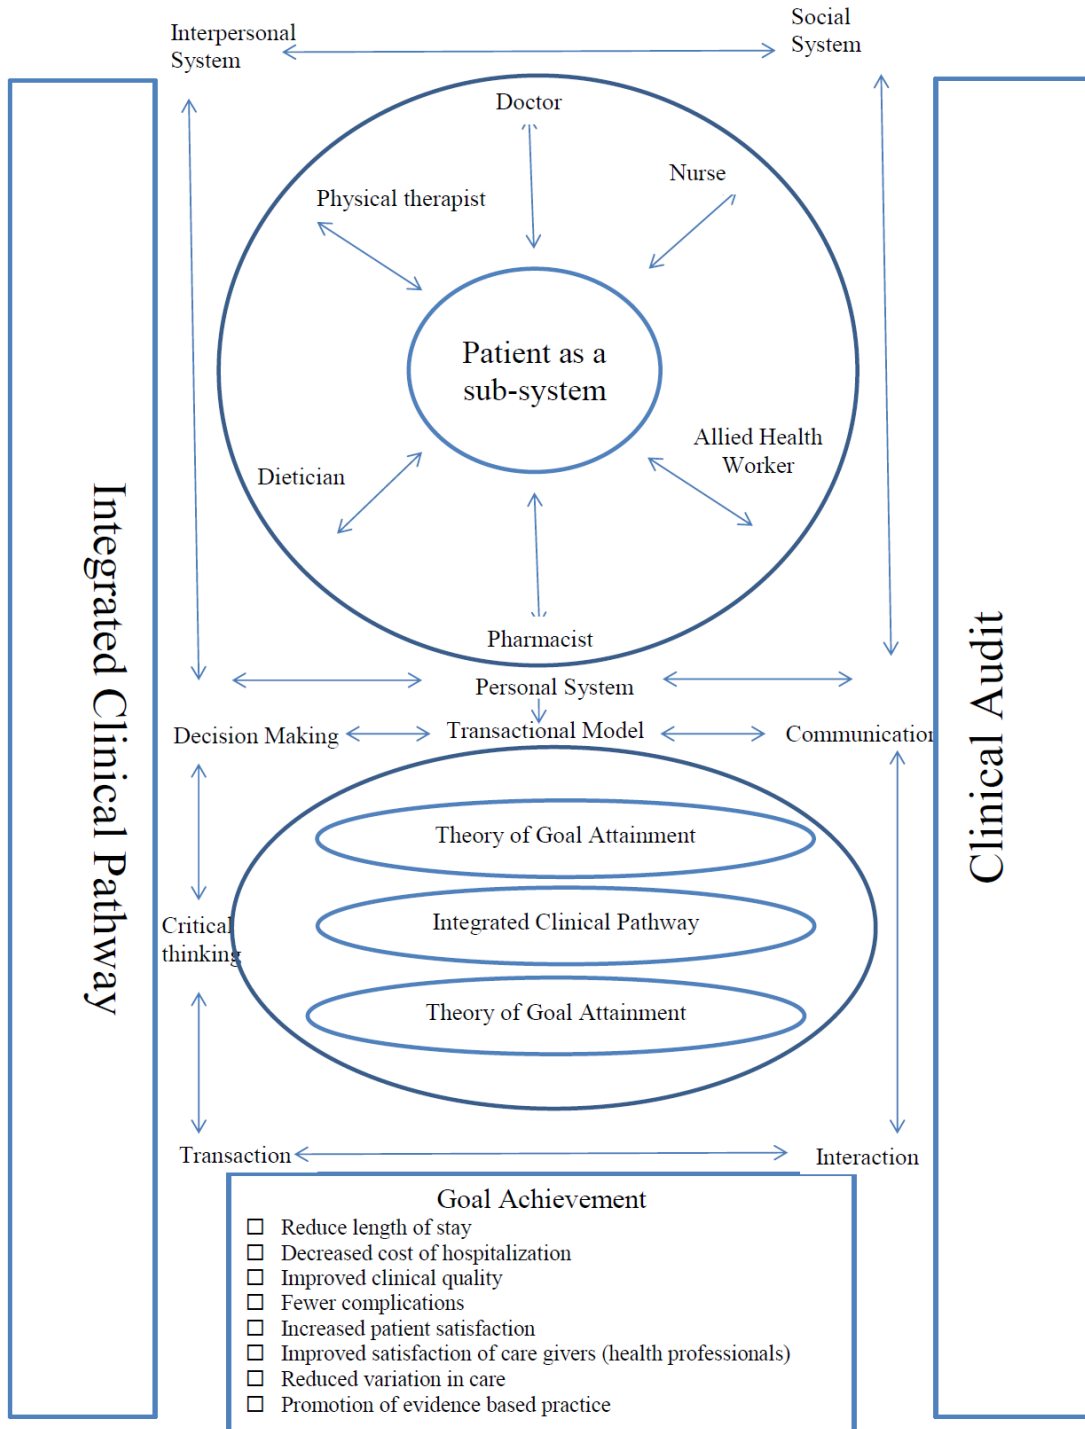 Interpersonal
System
Social
System
Doctor
Nurse
Physical therapist
Patient as a
sub-system
Allied Health
Worker
Dietician
Pharmacist
Personal System
Decision Making
Transactional Model
Communication
Theory of Goal Attainment
Integrated Clinical Pathway
Critical
thinking
Theory of Goal Attainment
Transaction
Interaction
Integrated Clinical Pathway
Clinical Audit
Goal Achievement
☐ Reduce length of stay
☐ Decreased cost of hospitalization
☐ Improved clinical quality
☐ Fewer complications
☐ Increased patient satisfaction
☐ Improved satisfaction of care givers (health professionals)
☐ Reduced variation in care
☐ Promotion of evidence based practice